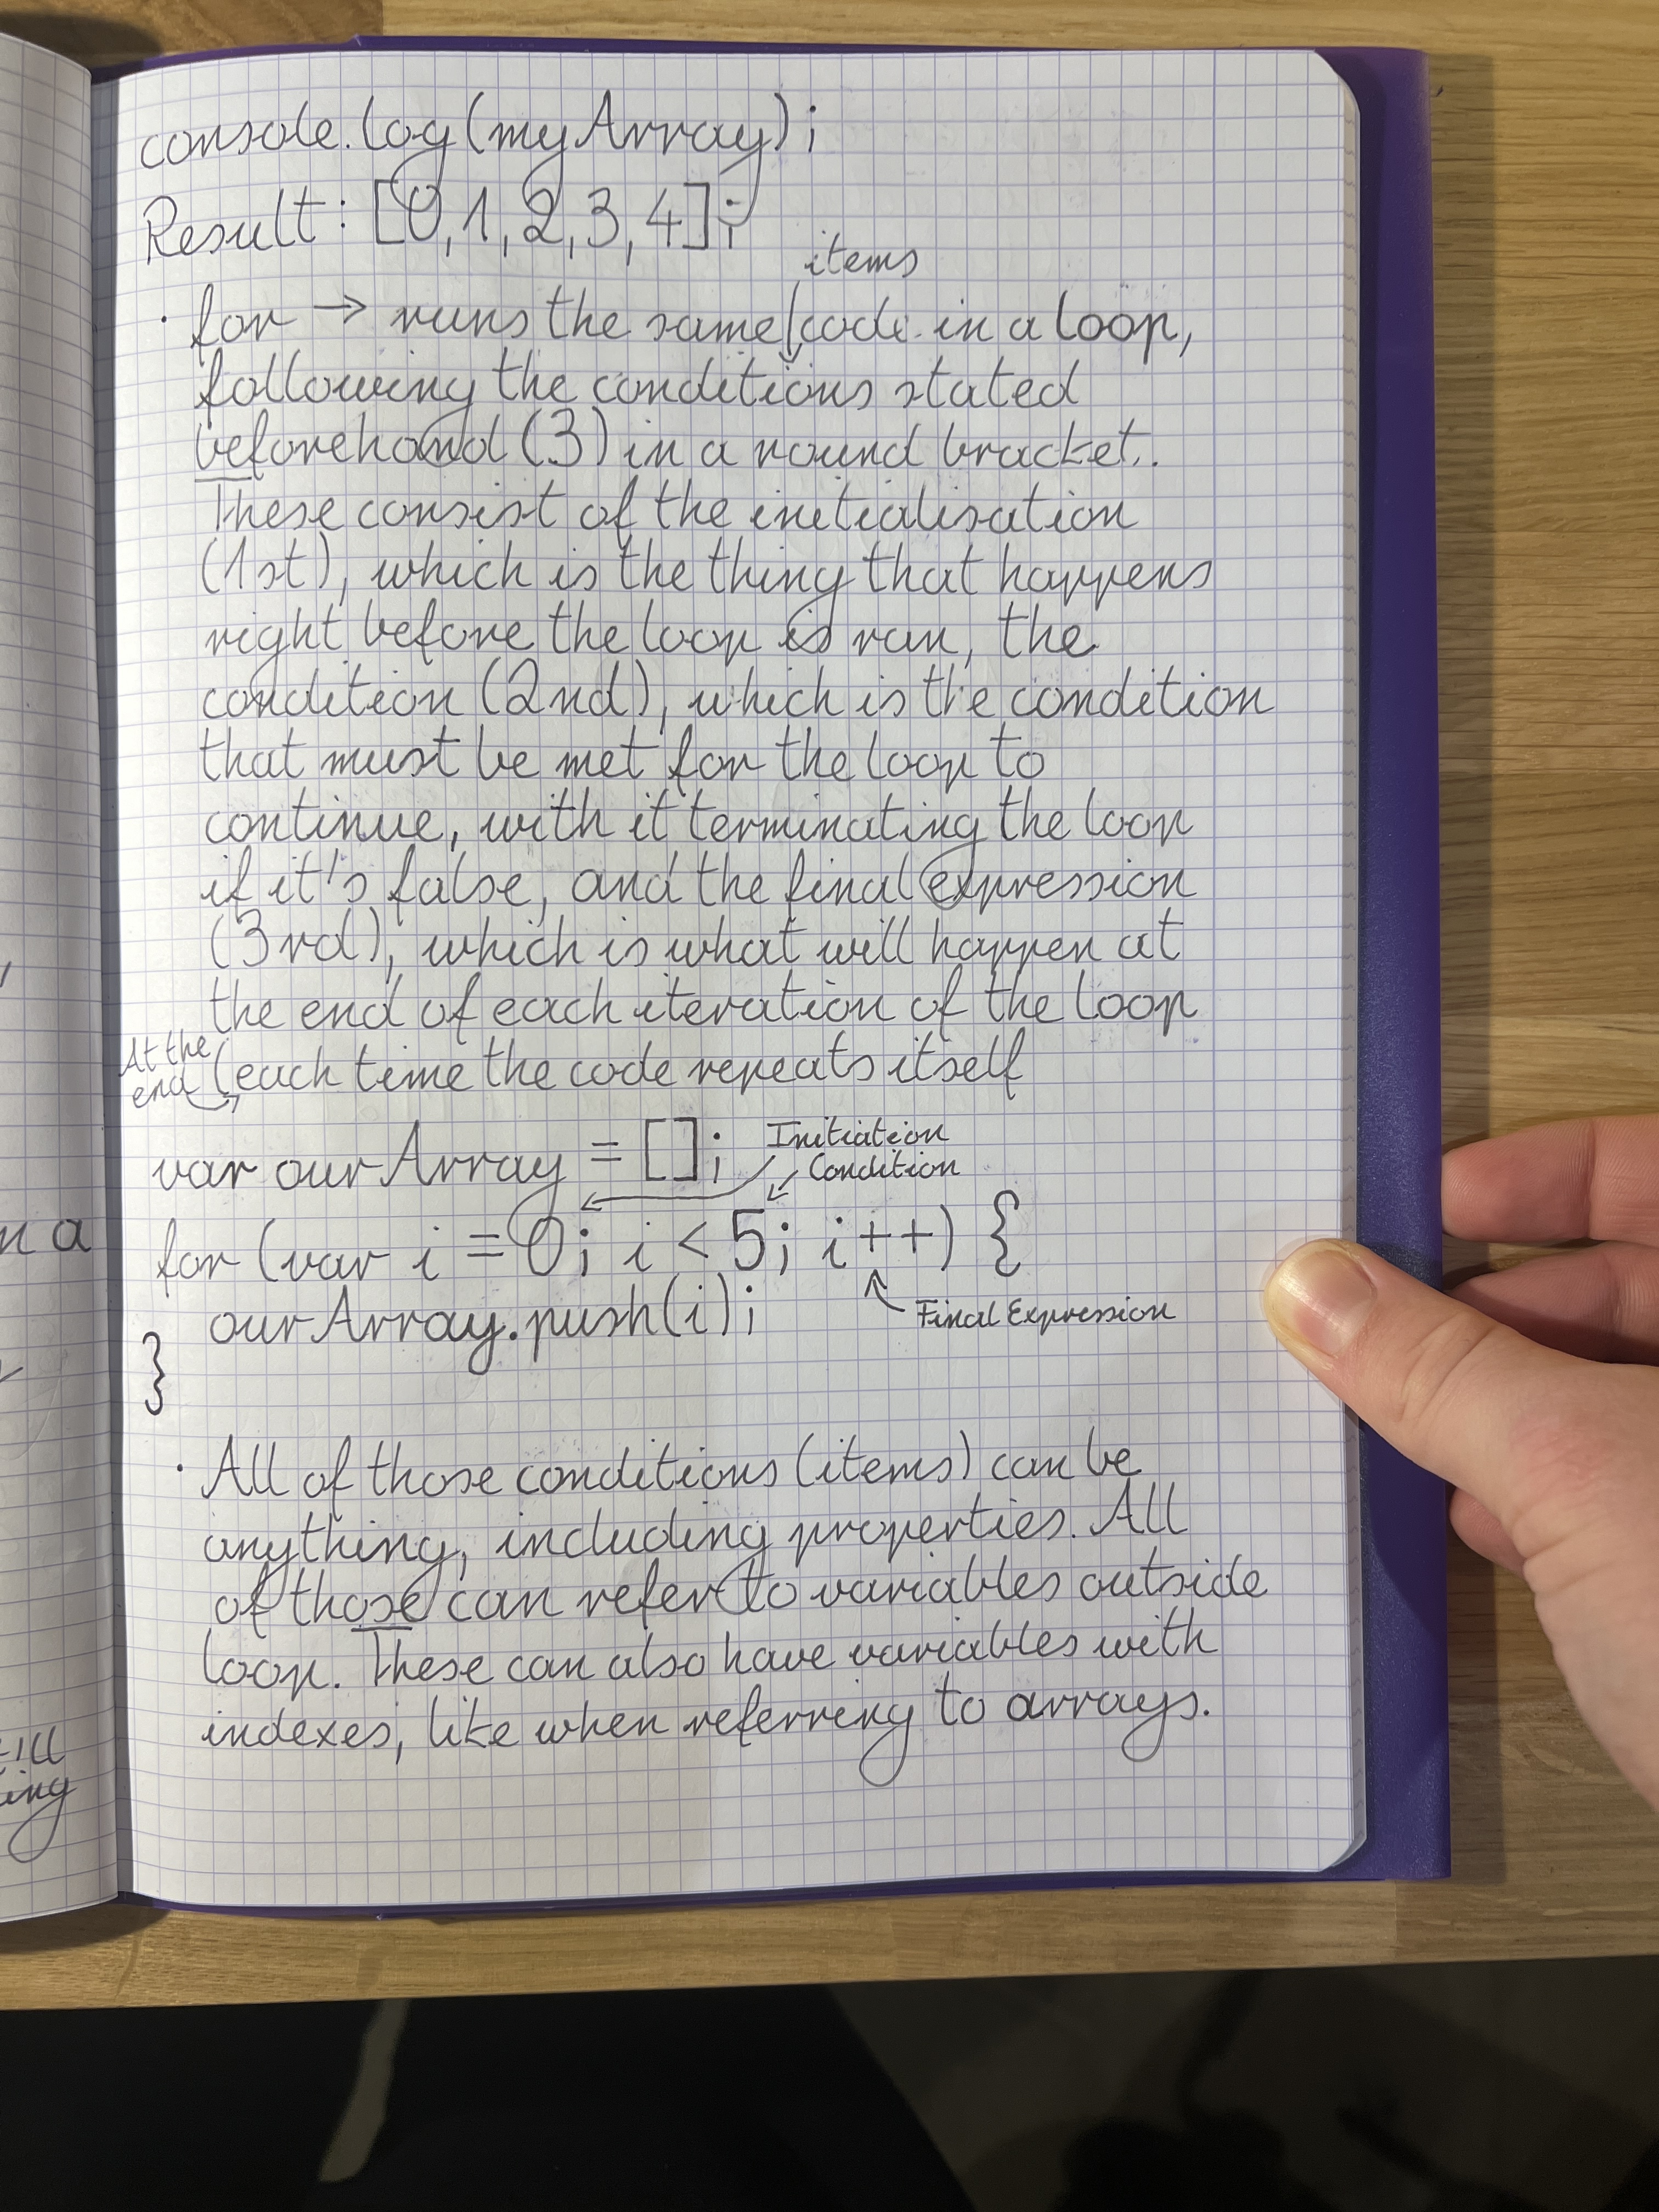 console.log(myArray);
Result: [0,1,2,3,4];
items
· for → runs the same code in a loop,
following the conditions stated
beforehand (3) in a round bracket.
These consist of the initialisation
(1st), which is the thing that happens
right before the loop is run, the
condition (2nd), which is the condition
that must be met for the loop to
continue, with it terminating the loop
if it's false, and the final expression
(3rd), which is what will happen at
the end of each iteration of the loop
At the
end
(each time the code repeats itself
var ourArray = [];
Initiation
Condition
for (var i = 0; i < 5; i++) {
ourArray.push(i);
Final Expression
}
· All of those conditions (items) can be
anything, including properties. All
of those can refer to variables outside
loop. These can also have variables with
indexes, like when referring to arrays.
n a
ing